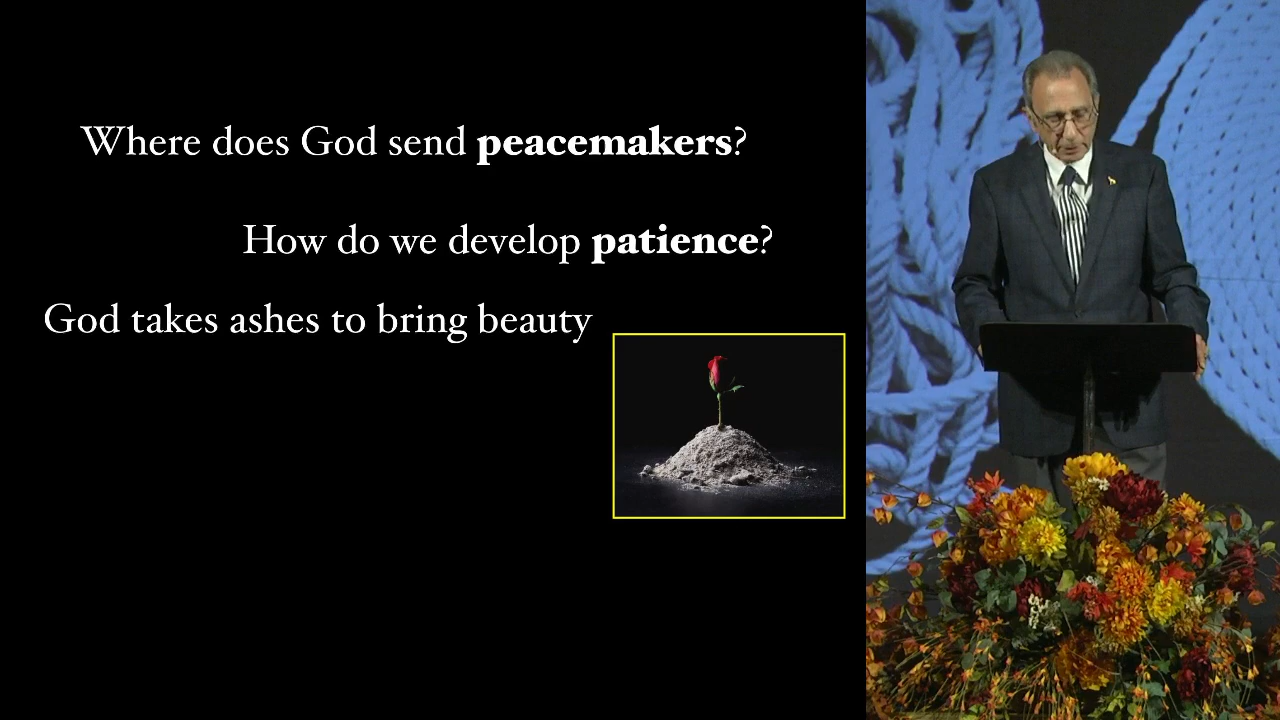 Where does God send peacemakers?
How do we develop patience?
God takes ashes to bring beauty